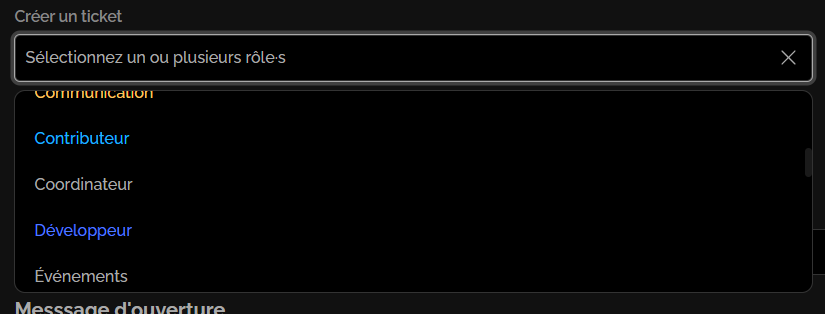 Créer un ticket
Sélectionnez un ou plusieurs rôle·s
Communication
Contributeur
Coordinateur
Développeur
Événements
Messsage d'ouverture